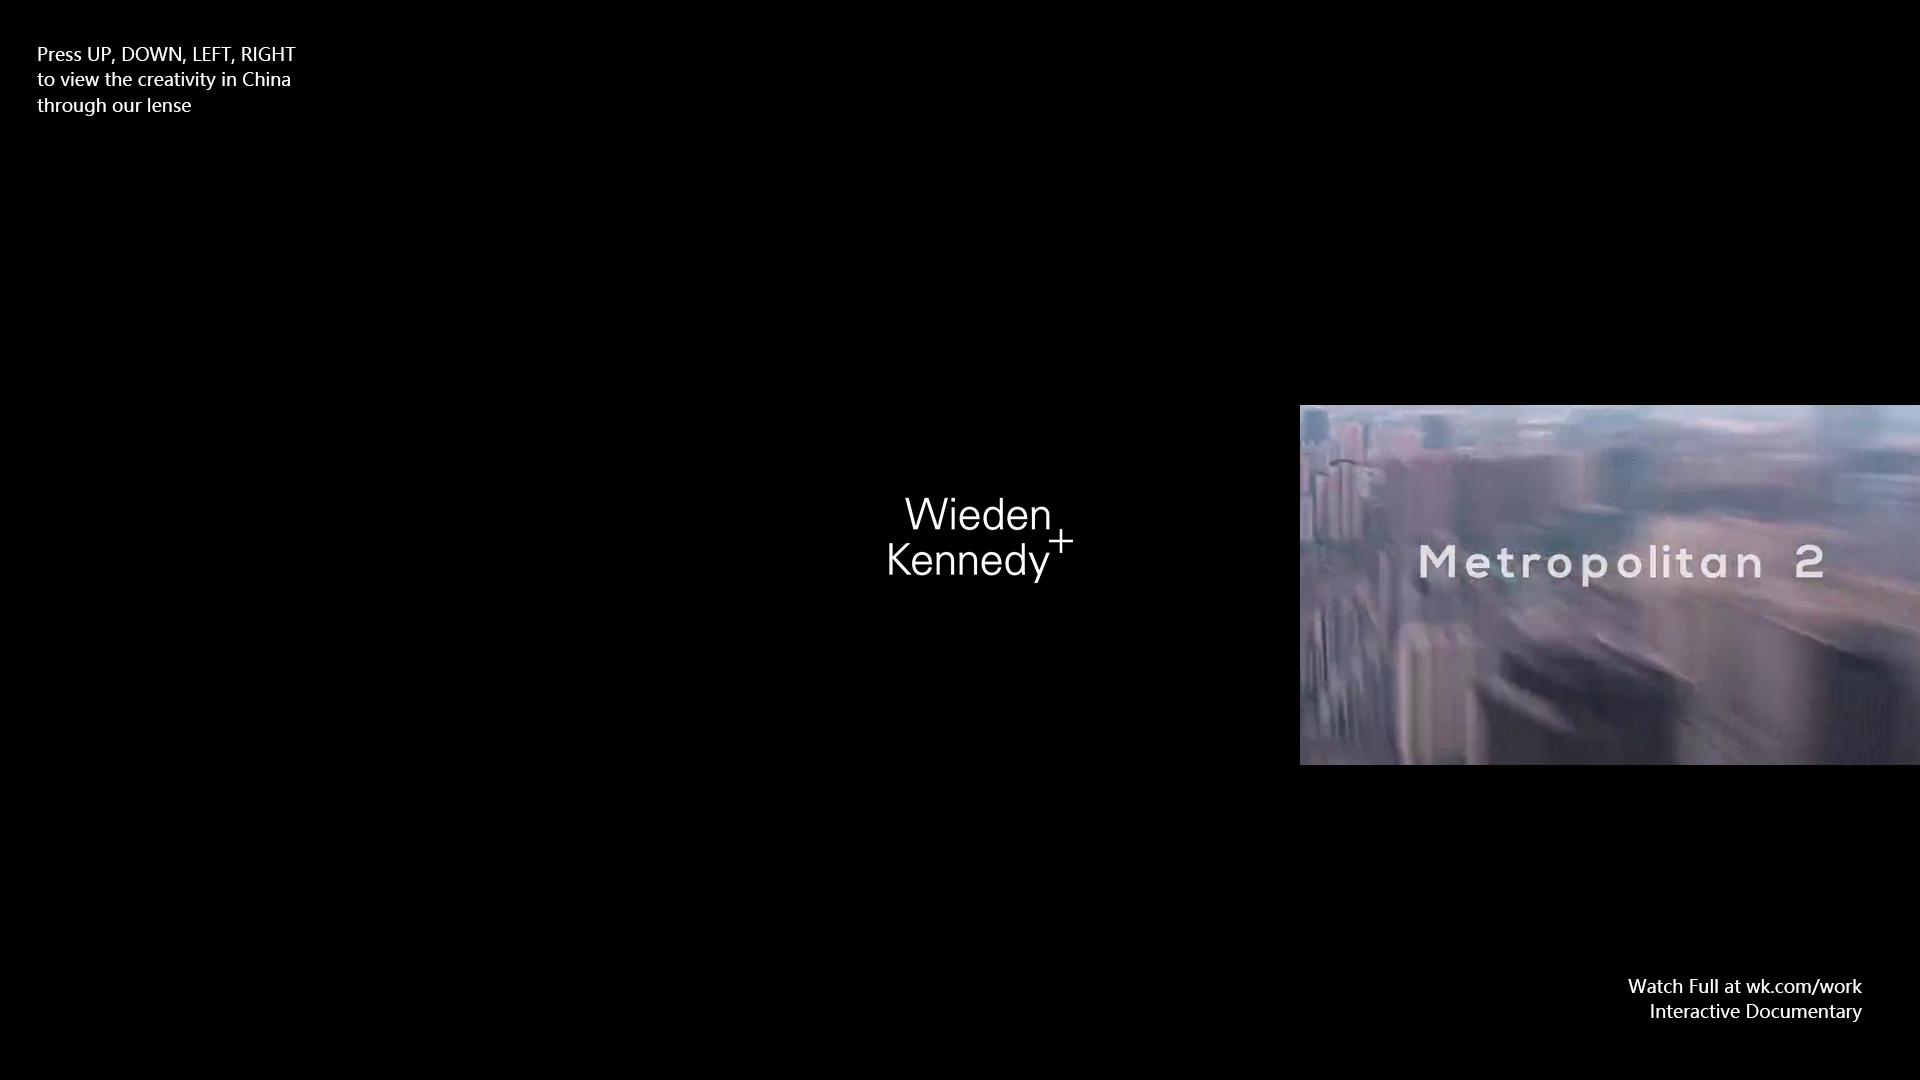 Press UP, DOWN, LEFT, RIGHT
to view the creativity in China
through our lense
Wieden
Kennedy+
Metropolitan 2
Watch Full at wk.com/work
Interactive Documentary